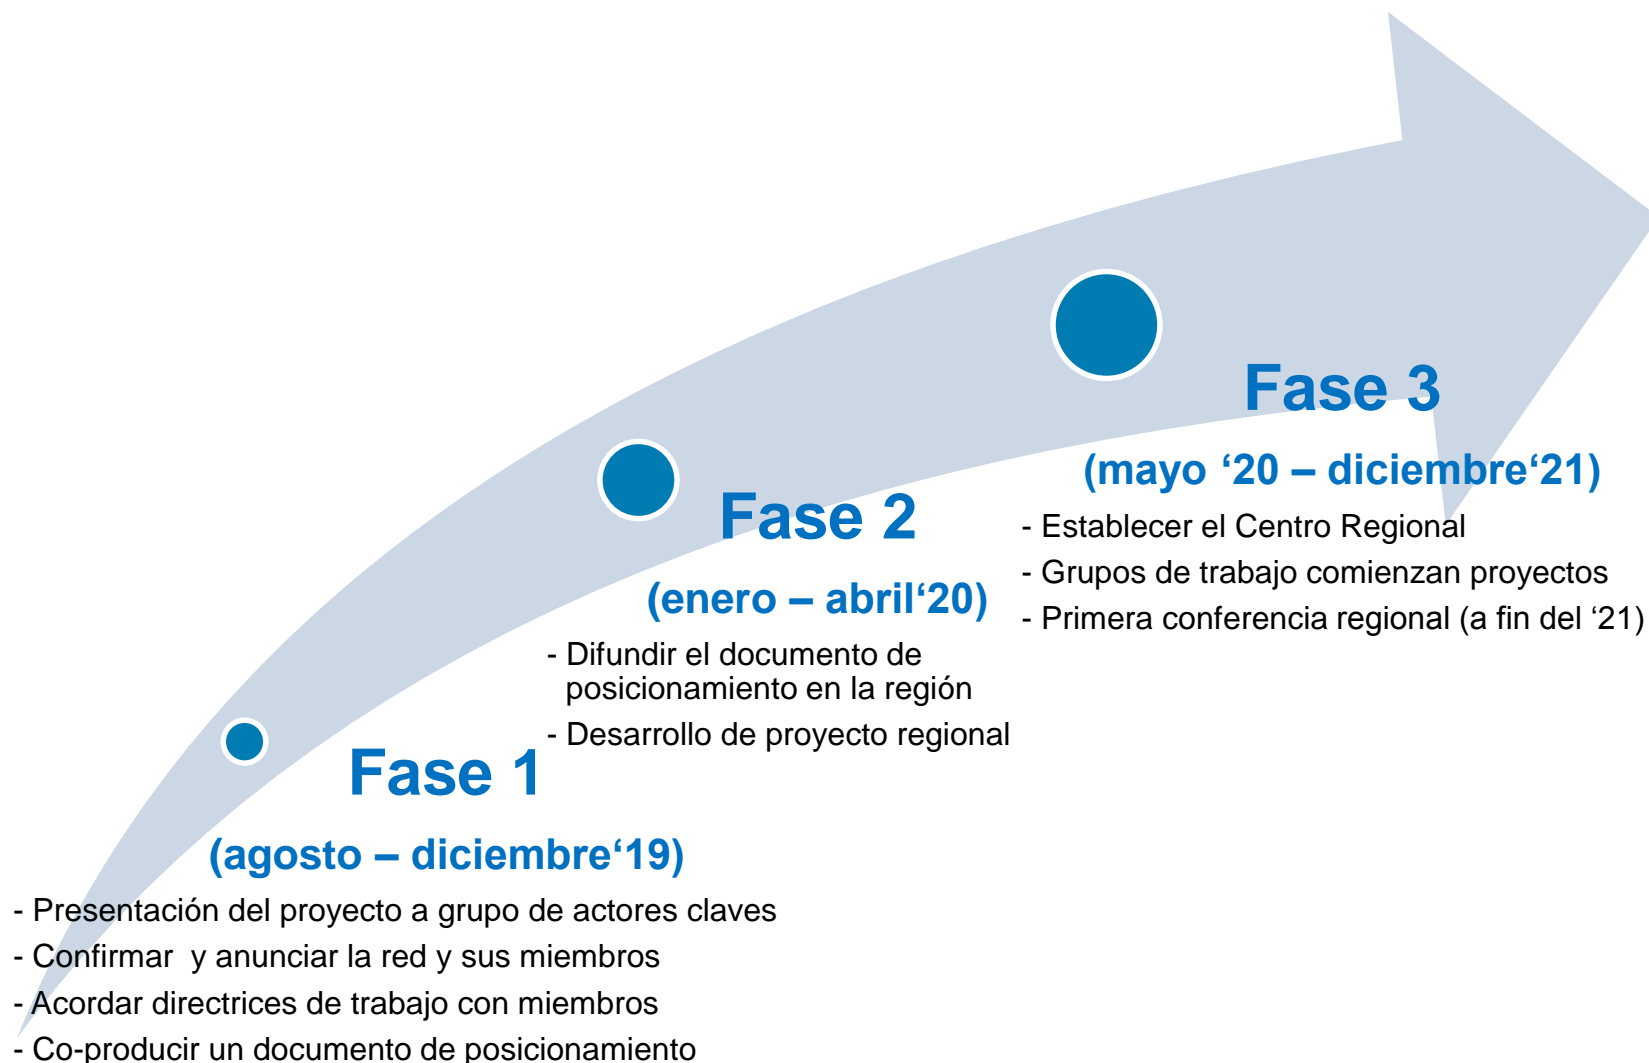 Fase 1
(agosto – diciembre‘19)
- Presentación del proyecto a grupo de actores claves
- Confirmar  y anunciar la red y sus miembros
- Acordar directrices de trabajo con miembros
- Co-producir un documento de posicionamiento
Fase 2
(enero – abril‘20)
- Difundir el documento de
posicionamiento en la región
- Desarrollo de proyecto regional
Fase 3
(mayo ‘20 – diciembre‘21)
- Establecer el Centro Regional
- Grupos de trabajo comienzan proyectos
- Primera conferencia regional (a fin del ‘21)